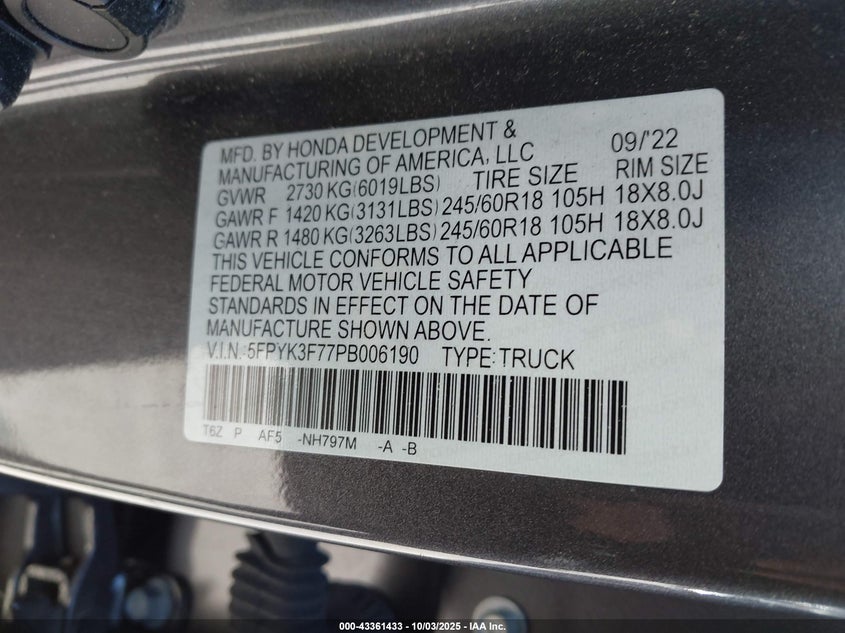 MFD. BY HONDA DEVELOPMENT & 09/'22
MANUFACTURING OF AMERICA, LLC
GVWR 2730 KG(6019LBS) TIRE SIZE RIM SIZE
GAWR F 1420 KG(3131LBS) 245/60R18 105H 18X8.0J
GAWR R 1480 KG(3263LBS) 245/60R18 105H 18X8.0J
THIS VEHICLE CONFORMS TO ALL APPLICABLE
FEDERAL MOTOR VEHICLE SAFETY
STANDARDS IN EFFECT ON THE DATE OF
MANUFACTURE SHOWN ABOVE.
V.I.N.:5FPYK3F77PB006190 TYPE:TRUCK
T6Z P AF5 -NH797M -A -B
000-43361433 - 10/03/2025 - IAA Inc.